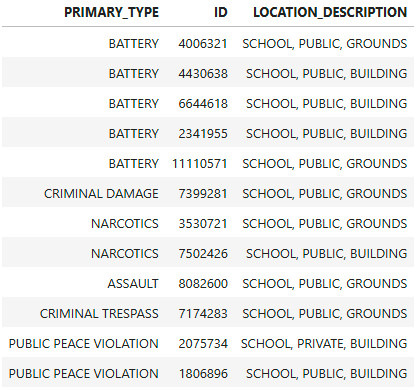 PRIMARY_TYPE ID LOCATION_DESCRIPTION
BATTERY 4006321 SCHOOL, PUBLIC, GROUNDS
BATTERY 4430638 SCHOOL, PUBLIC, BUILDING
BATTERY 6644618 SCHOOL, PUBLIC, BUILDING
BATTERY 2341955 SCHOOL, PUBLIC, BUILDING
BATTERY 11110571 SCHOOL, PUBLIC, GROUNDS
CRIMINAL DAMAGE 7399281 SCHOOL, PUBLIC, GROUNDS
NARCOTICS 3530721 SCHOOL, PUBLIC, GROUNDS
NARCOTICS 7502426 SCHOOL, PUBLIC, BUILDING
ASSAULT 8082600 SCHOOL, PUBLIC, GROUNDS
CRIMINAL TRESPASS 7174283 SCHOOL, PUBLIC, GROUNDS
PUBLIC PEACE VIOLATION 2075734 SCHOOL, PRIVATE, BUILDING
PUBLIC PEACE VIOLATION 1806896 SCHOOL, PUBLIC, BUILDING